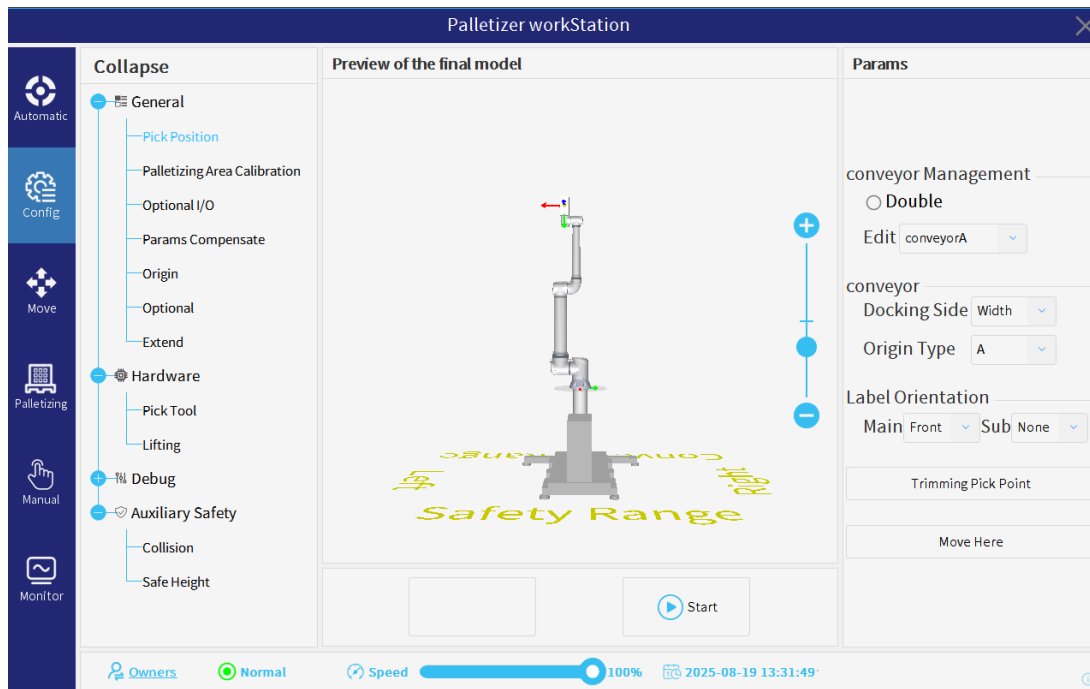 Palletizer workStation
Automatic
Config
Move
Palletizing
Manual
Monitor
Collapse
General
Pick Position
Palletizing Area Calibration
Optional I/O
Params Compensate
Origin
Optional
Extend
Hardware
Pick Tool
Lifting
Debug
Auxiliary Safety
Collision
Safe Height
Preview of the final model
Left
Right
Safety Range
Start
Params
conveyor Management
Double
Edit conveyorA
conveyor
Docking Side Width
Origin Type A
Label Orientation
Main Front Sub None
Trimming Pick Point
Move Here
Owners Normal Speed 100% 2025-08-19 13:31:49